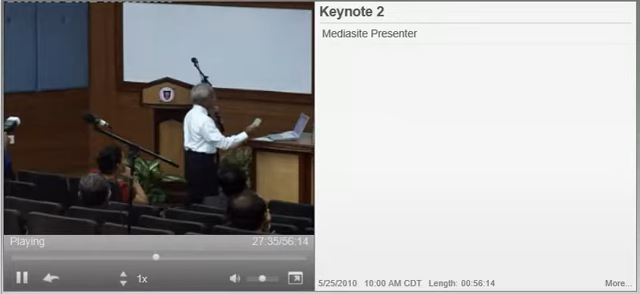 Keynote 2
Mediasite Presenter
Playing 27:35/56:14
1x
5/25/2010 10:00 AM CDT Length: 00:56:14 More...